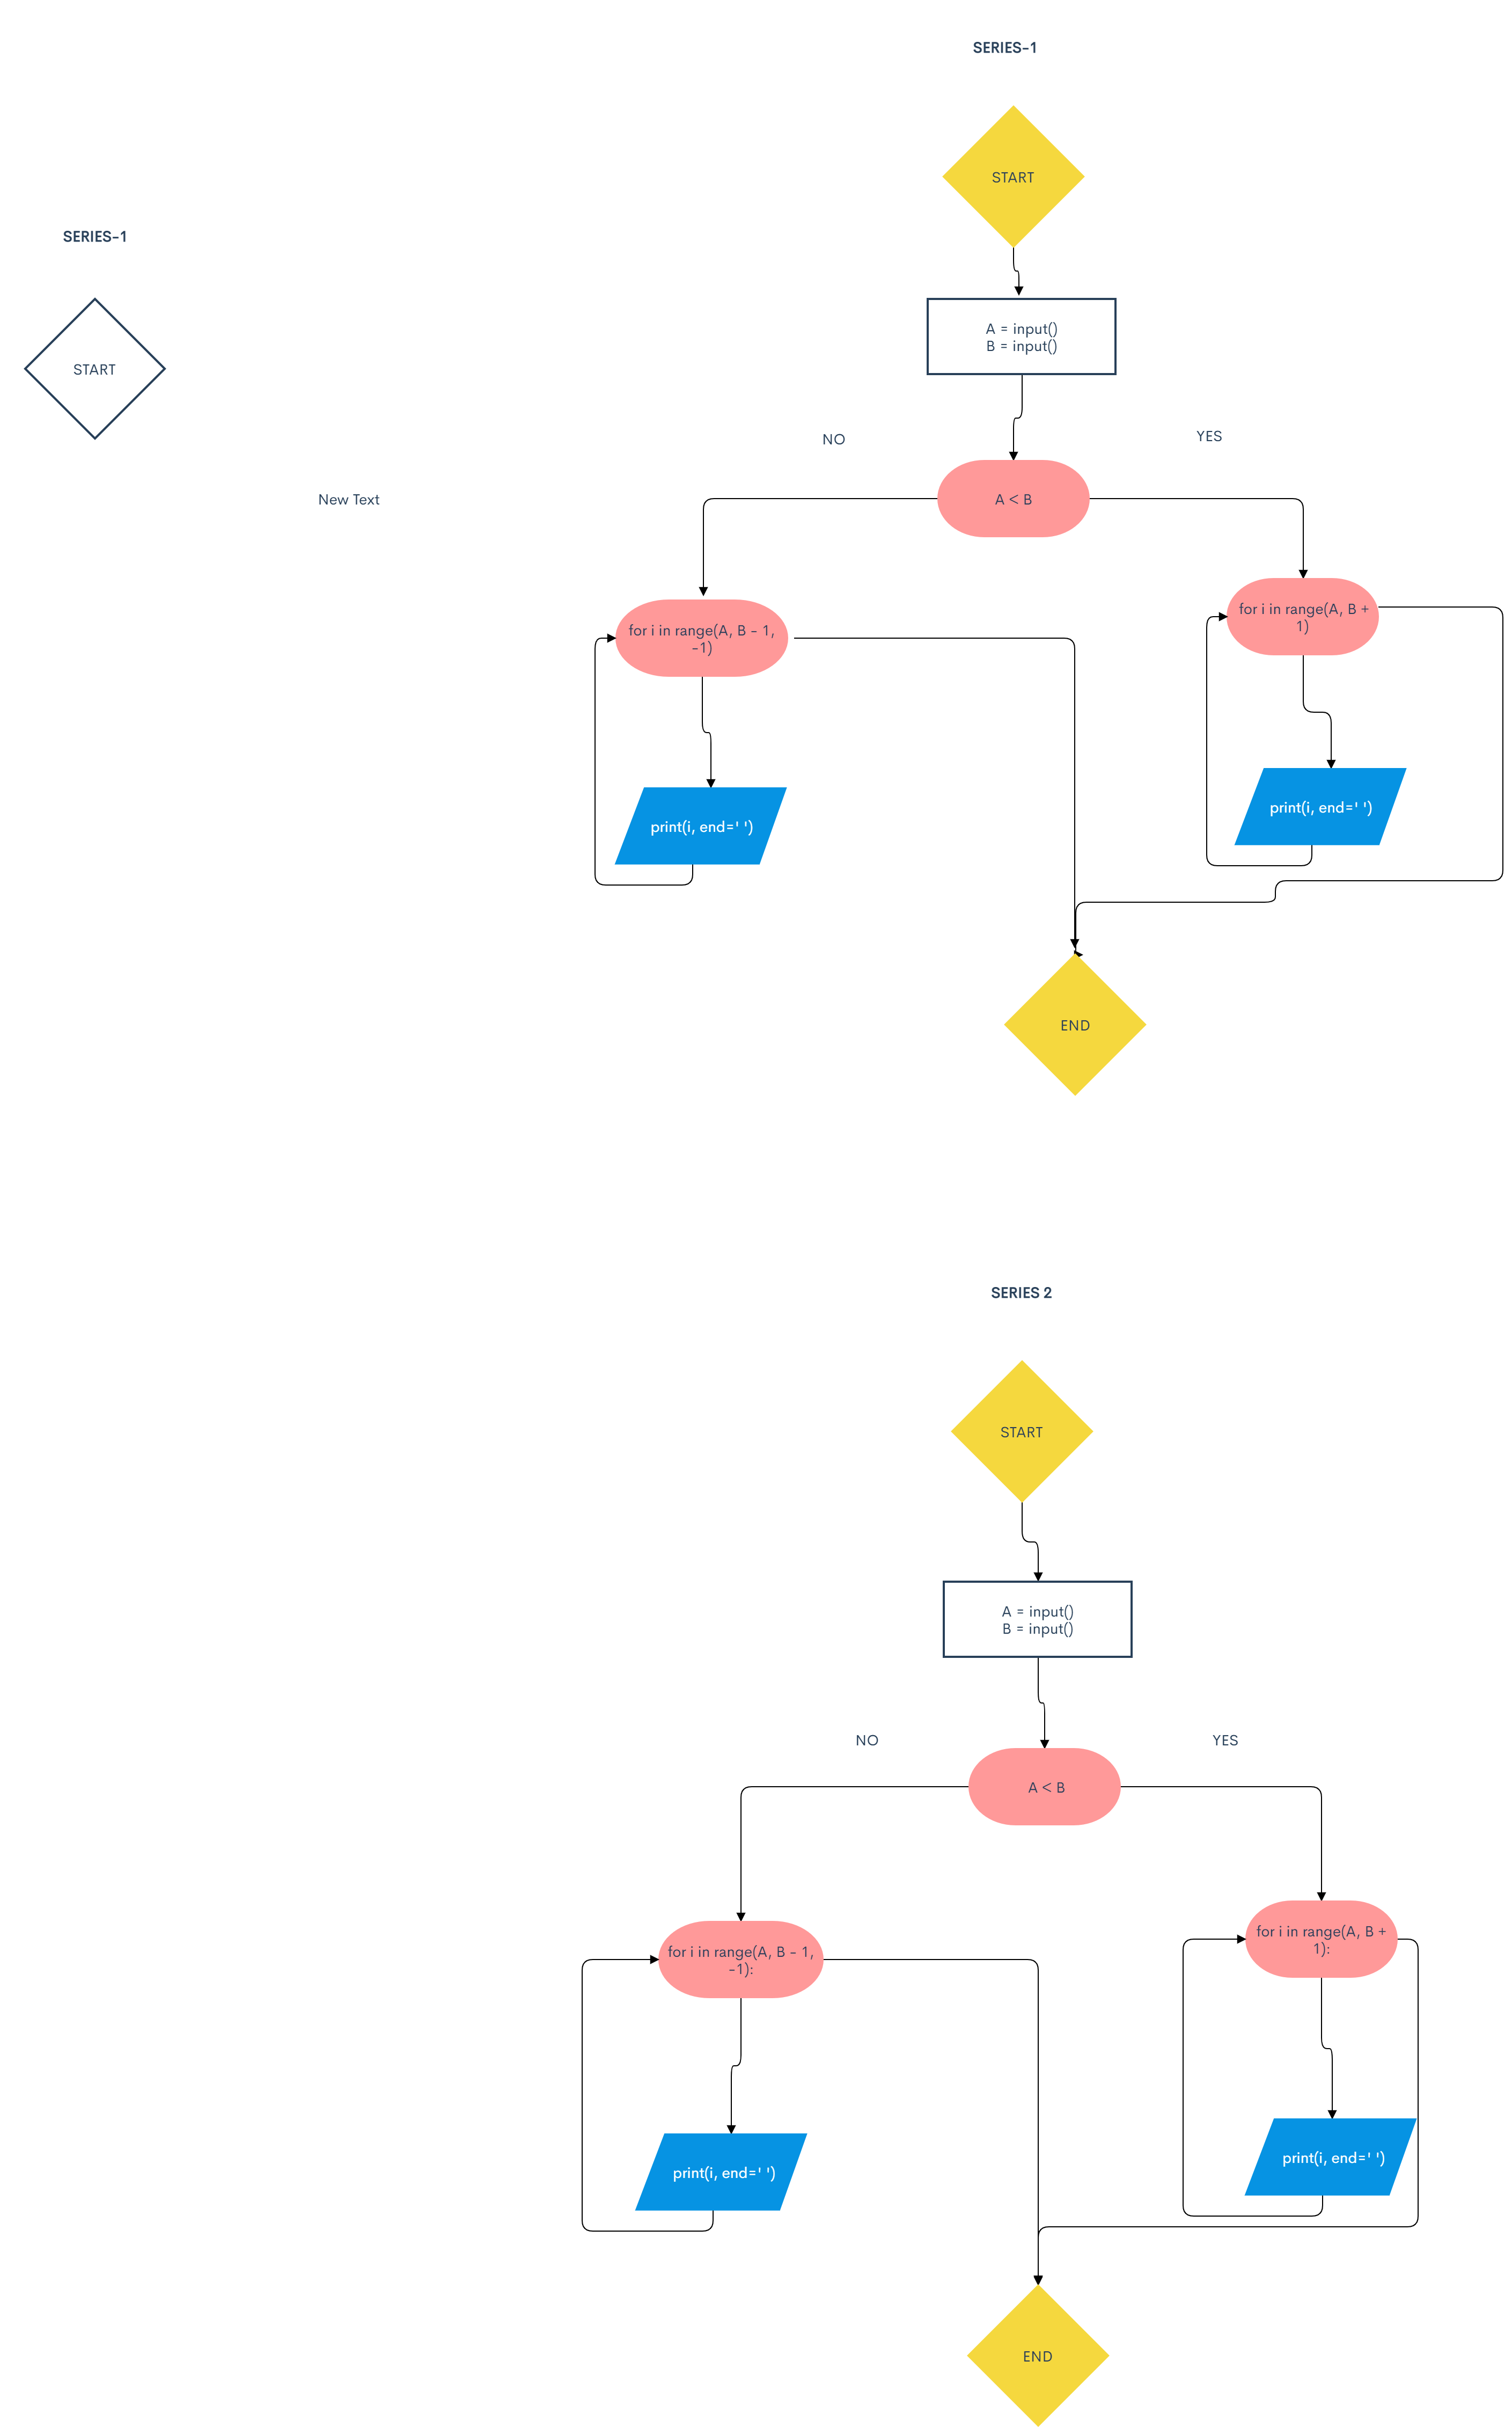 SERIES-1
START
SERIES-1
START
A = input()
B = input()
NO
YES
New Text
A < B
for i in range(A, B - 1,
-1)
for i in range(A, B +
1)
print(i, end=' ')
print(i, end=' ')
END
SERIES 2
START
A = input()
B = input()
NO
YES
A < B
for i in range(A, B - 1,
-1):
for i in range(A, B +
1):
print(i, end=' ')
print(i, end=' ')
END